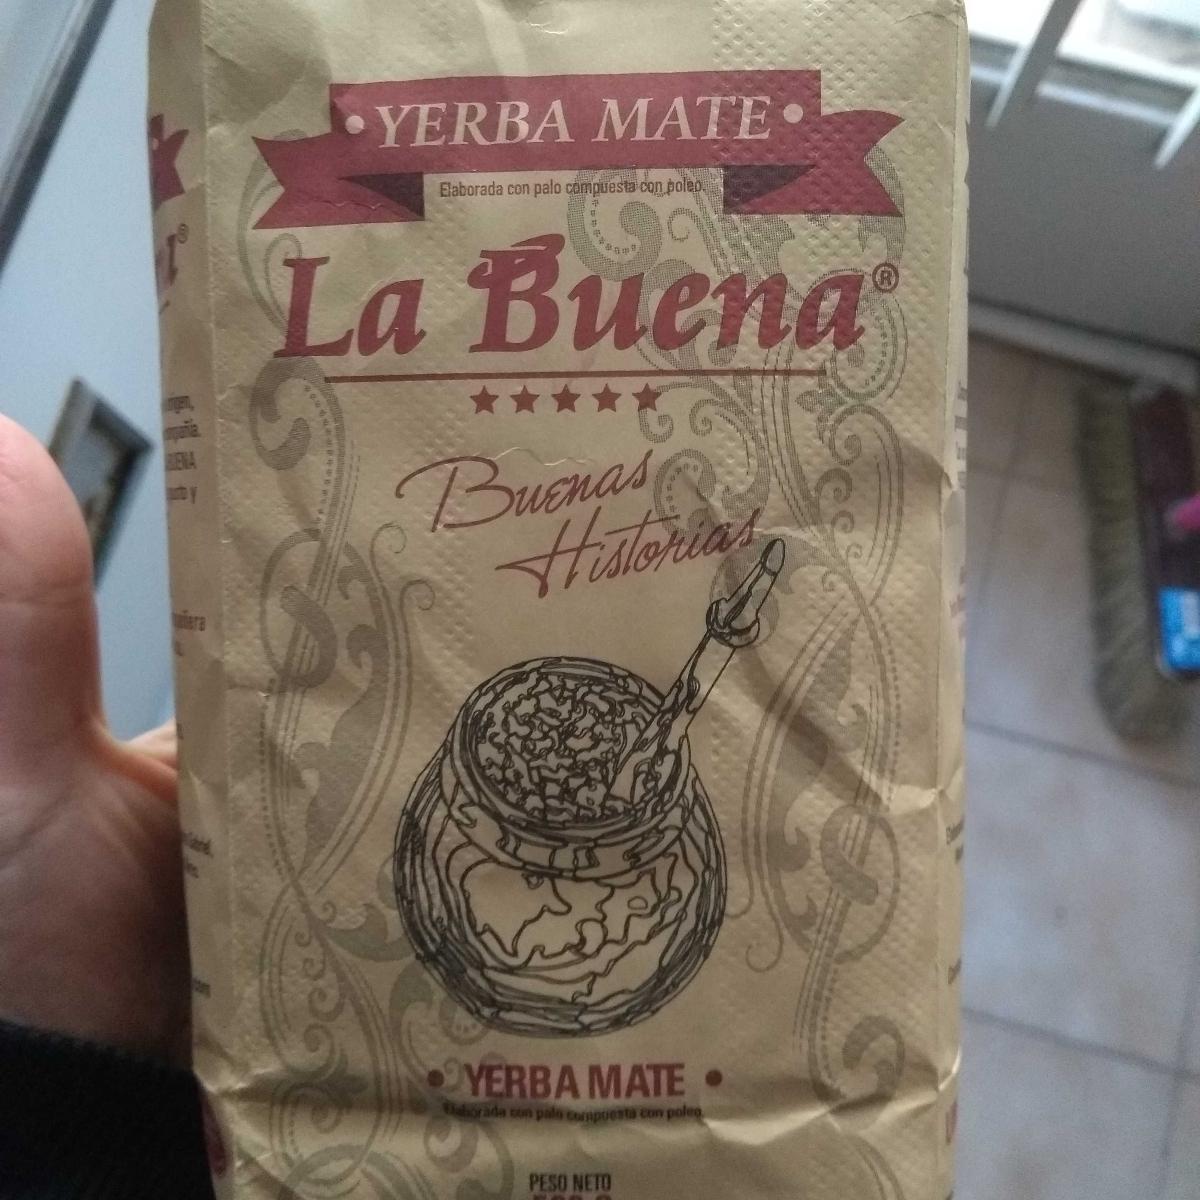 • YERBA MATE •
Elaborada con palo compuesta con poleo.
La Buena®
Buenas
Historias
• YERBA MATE •
Elaborada con palo compuesta con poleo.
PESO NETO